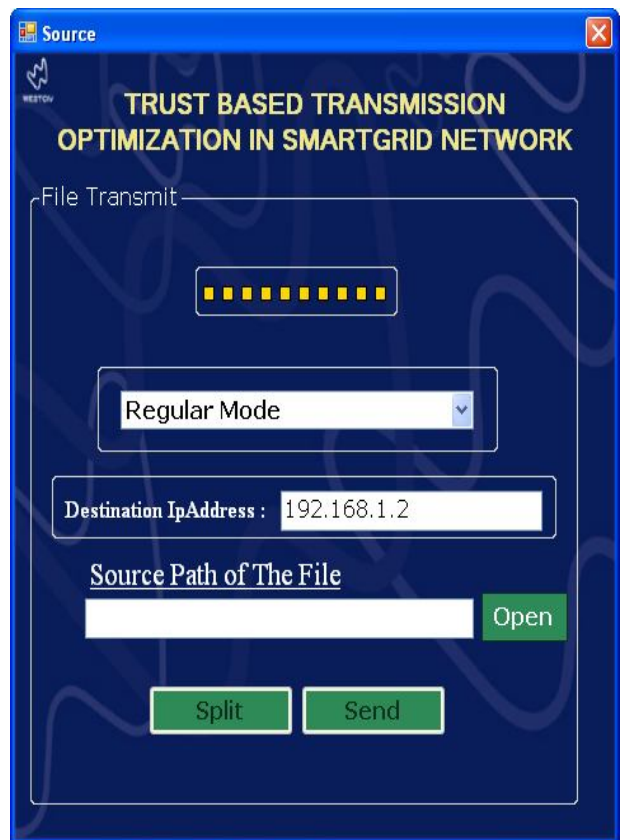 Source
WESTOV
TRUST BASED TRANSMISSION
OPTIMIZATION IN SMARTGRID NETWORK
File Transmit
Regular Mode
Destination IpAddress : 192.168.1.2
Source Path of The File
Open
Split Send